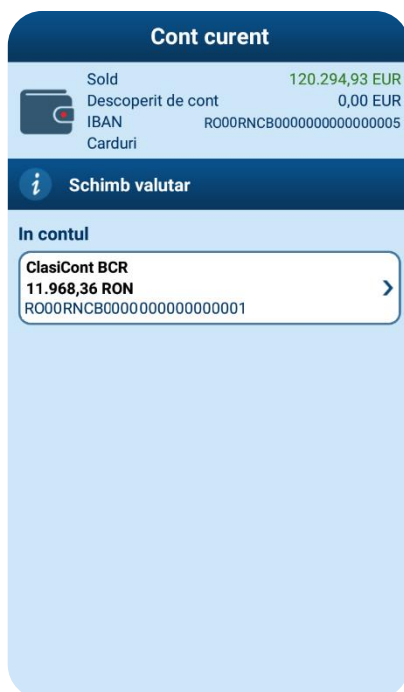 Cont curent
Sold 120.294,93 EUR
Descoperit de cont 0,00 EUR
IBAN RO00RNCB0000000000000005
Carduri
i Schimb valutar
In contul
ClasiCont BCR
11.968,36 RON
RO00RNCB0000000000000001